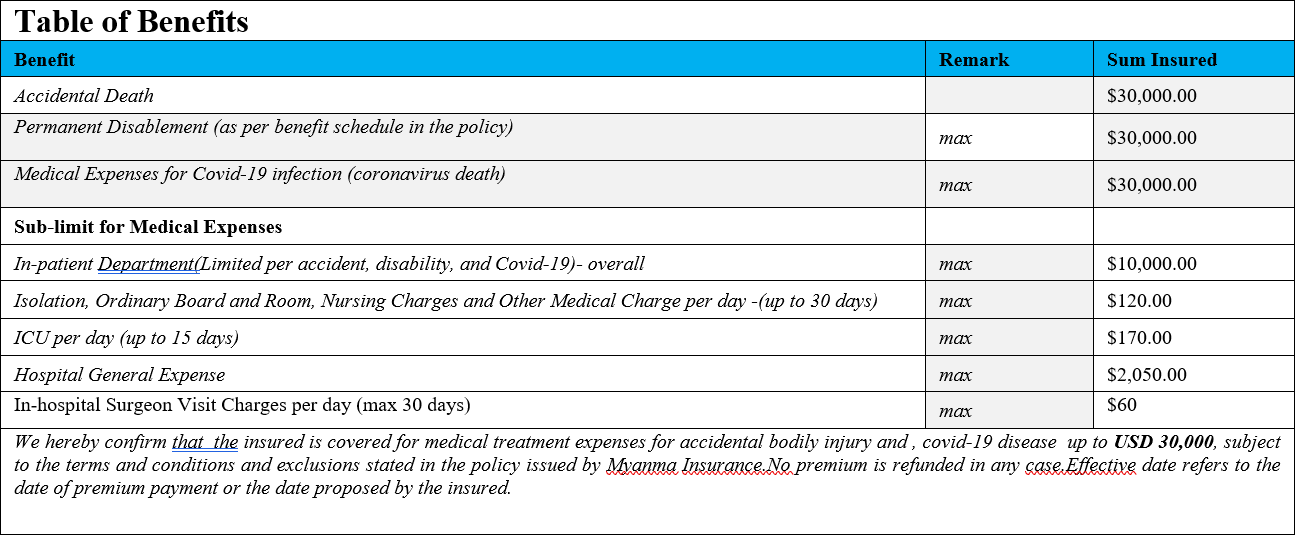 Table of Benefits
Benefit Remark Sum Insured
Accidental Death $30,000.00
Permanent Disablement (as per benefit schedule in the policy) max $30,000.00
Medical Expenses for Covid-19 infection (coronavirus death) max $30,000.00
Sub-limit for Medical Expenses
In-patient Department(Limited per accident, disability, and Covid-19)- overall max $10,000.00
Isolation, Ordinary Board and Room, Nursing Charges and Other Medical Charge per day -(up to 30 days) max $120.00
ICU per day (up to 15 days) max $170.00
Hospital General Expense max $2,050.00
In-hospital Surgeon Visit Charges per day (max 30 days) max $60
We hereby confirm that the insured is covered for medical treatment expenses for accidental bodily injury and , covid-19 disease up to USD 30,000, subject
to the terms and conditions and exclusions stated in the policy issued by Myanma Insurance.No premium is refunded in any case.Effective date refers to the
date of premium payment or the date proposed by the insured.